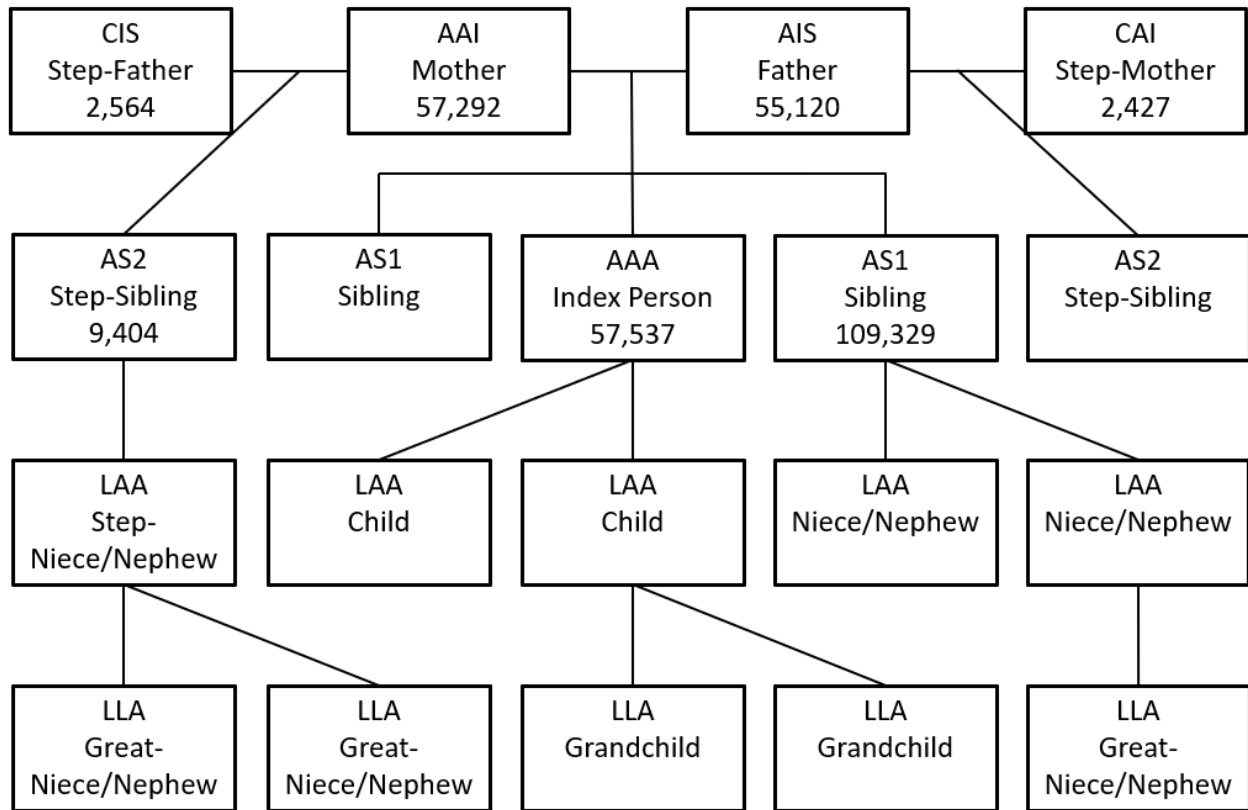 CIS
Step-Father
2,564
AAI
Mother
57,292
AIS
Father
55,120
CAI
Step-Mother
2,427
AS2
Step-Sibling
9,404
AS1
Sibling
AAA
Index Person
57,537
AS1
Sibling
109,329
AS2
Step-Sibling
LAA
Step-
Niece/Nephew
LAA
Child
LAA
Child
LAA
Niece/Nephew
LAA
Niece/Nephew
LLA
Great-
Niece/Nephew
LLA
Great-
Niece/Nephew
LLA
Grandchild
LLA
Grandchild
LLA
Great-
Niece/Nephew